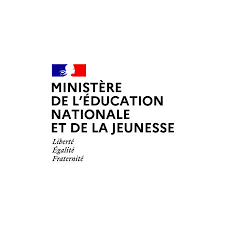 MINISTÈRE
DE L'ÉDUCATION
NATIONALE
ET DE LA JEUNESSE
Liberté
Égalité
Fraternité